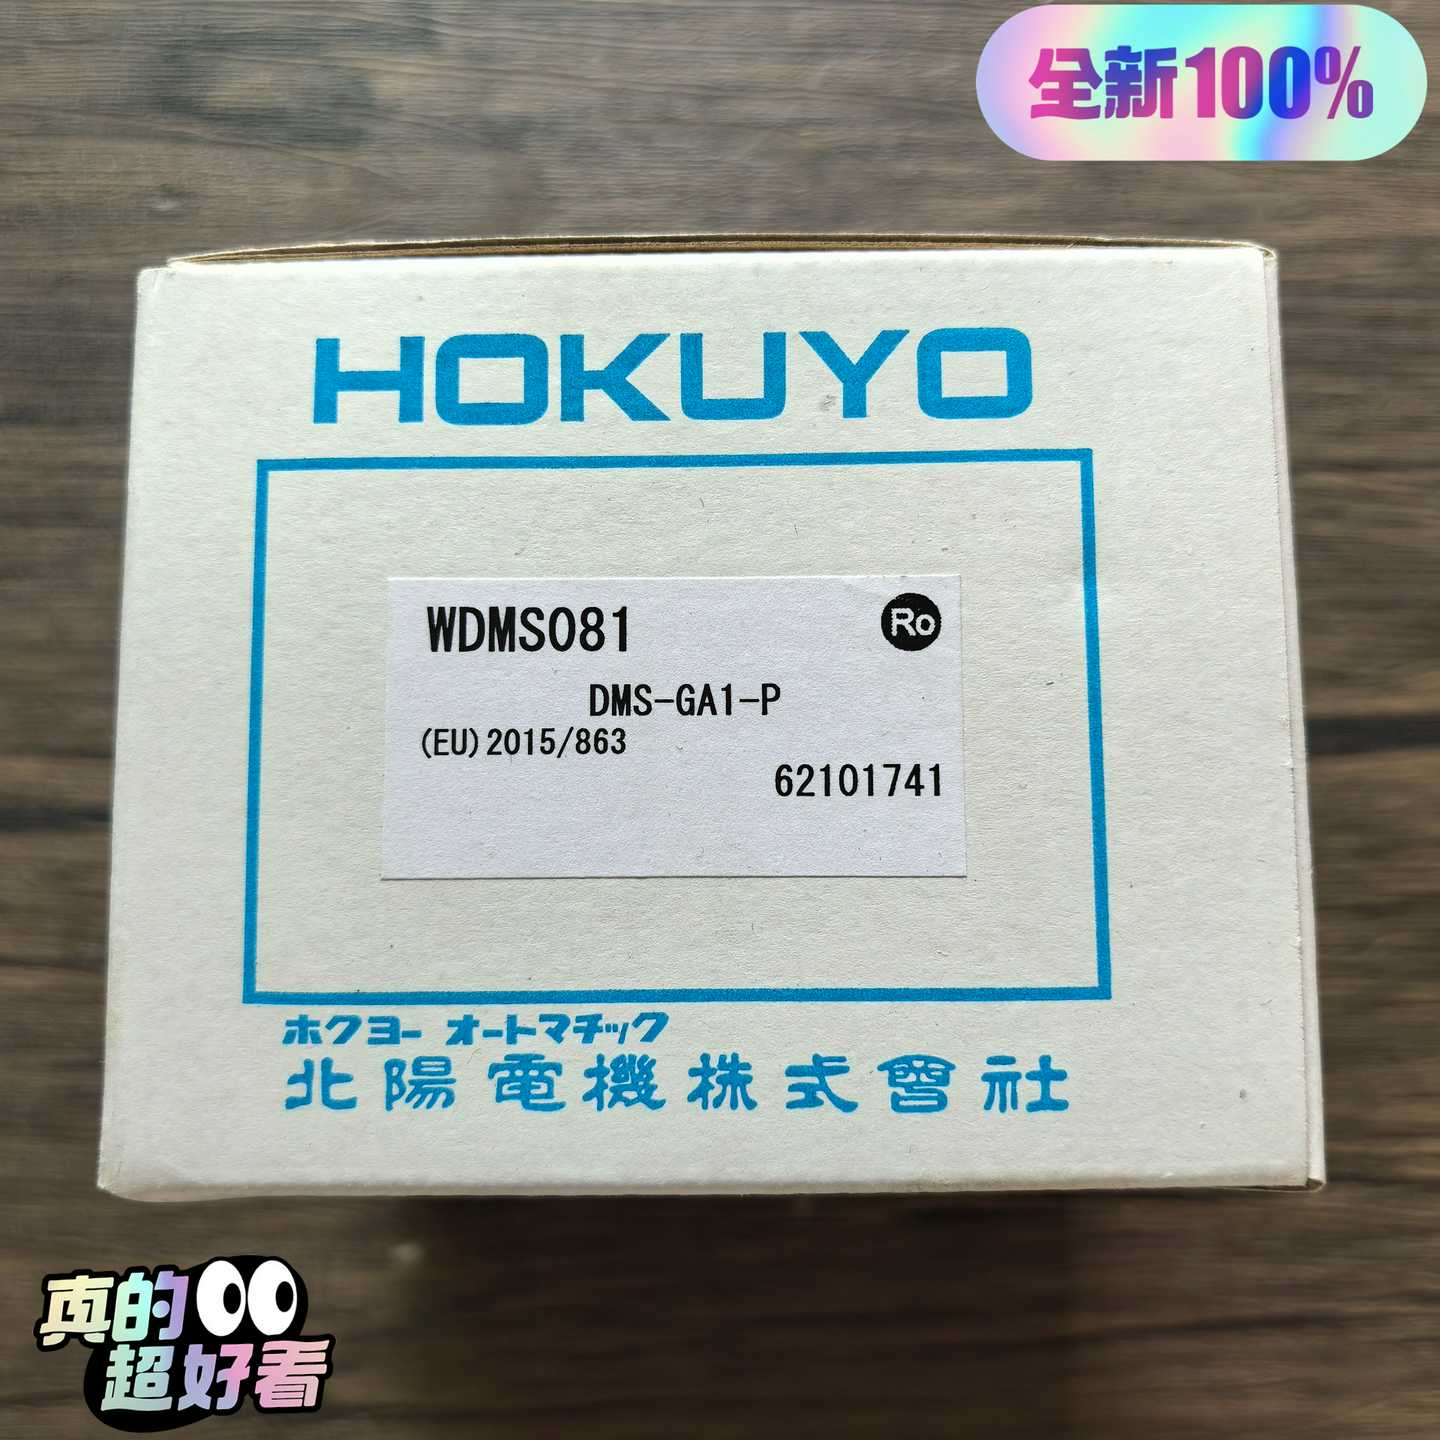 全新100%
HOKUYO
WDMS081
Ro
DMS-GA1-P
(EU)2015/863
62101741
ホクヨー オートマチック
北陽電機株式會社
真的
超好看